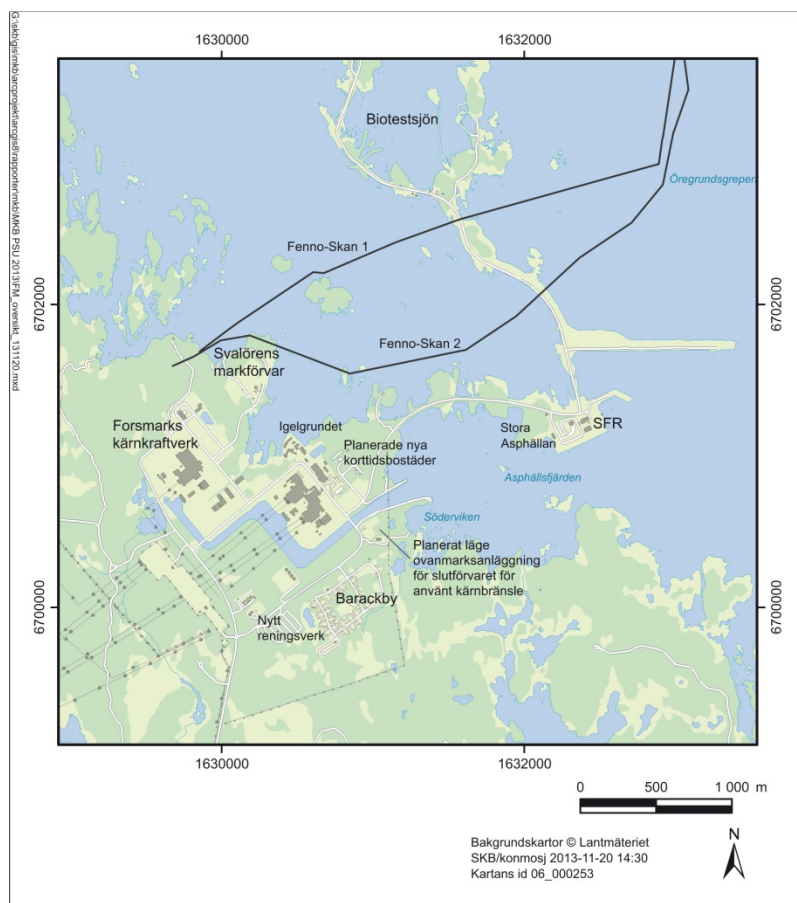 G:\skb\gis\mkb\arcprojekt\arcgis8\rapporter\mkb\MKB PSU 2013\FM_oversikt_131120.mxd
1630000
1632000
Biotestsjön
Öregrundsgrepen
Fenno-Skan 1
6702000
6702000
Fenno-Skan 2
Svalörens
markförvar
Forsmarks
kärnkraftverk
Igelgrundet
Planerade nya
korttidsbostäder
Stora
Asphällan
SFR
Asphällsfjärden
Söderviken
Planerat läge
ovanmarksanläggning
för slutförvaret för
använt kärnbränsle
6700000
6700000
Barackby
Nytt
reningsverk
1630000
1632000
0 500 1 000 m
Bakgrundskartor © Lantmäteriet
SKB/konmosj 2013-11-20 14:30
Kartans id 06_000253
N